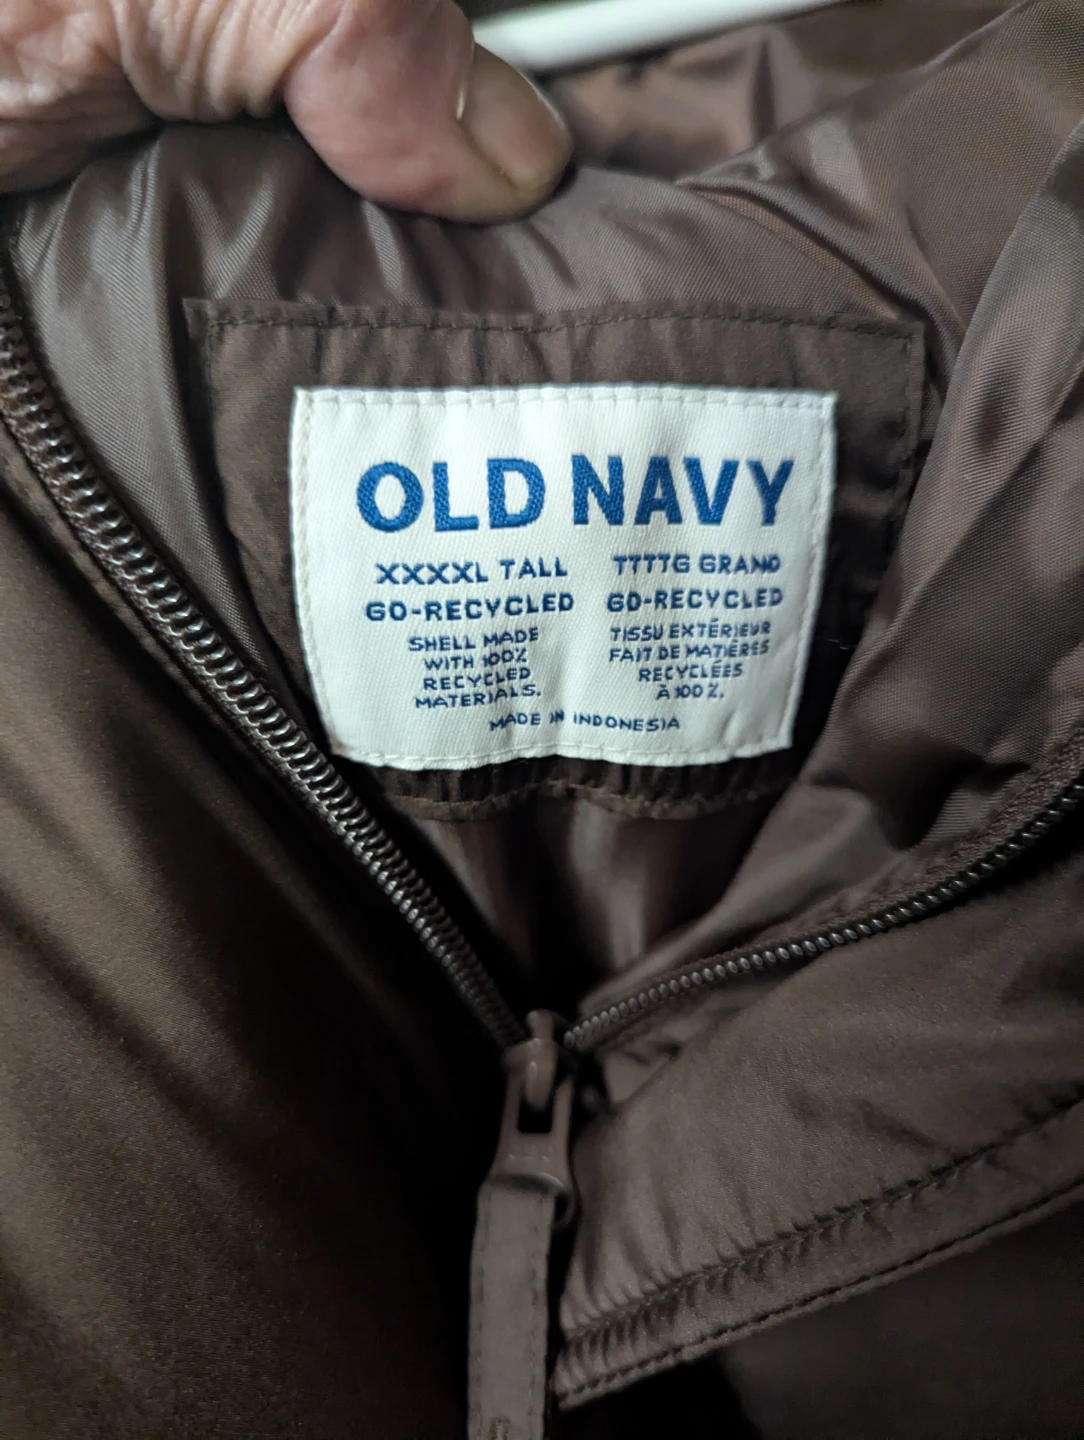 OLD NAVY
XXXXL TALL
GO-RECYCLED
SHELL MADE
WITH 100%
RECYCLED
MATERIALS.
TTTTG GRAND
GO-RECYCLED
TISSU EXTÉRIEUR
FAIT DE MATIÈRES
RECYCLÉES
À 100 %.
MADE IN INDONESIA